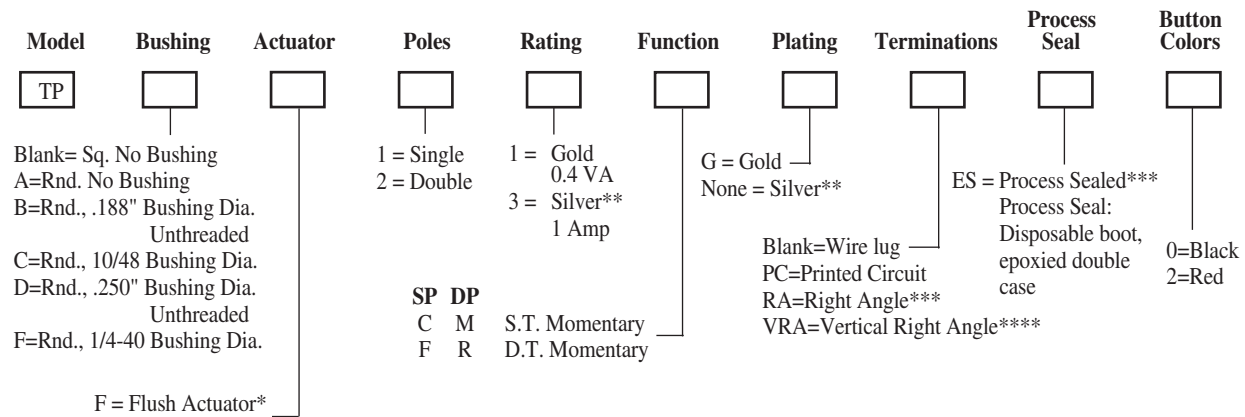 Model Bushing Actuator Poles Rating Function Plating Terminations Process Seal Button Colors
TP
Blank= Sq. No Bushing
A=Rnd. No Bushing
B=Rnd., .188" Bushing Dia.
Unthreaded
C=Rnd., 10/48 Bushing Dia.
D=Rnd., .250" Bushing Dia.
Unthreaded
F=Rnd., 1/4-40 Bushing Dia.
F = Flush Actuator*
1 = Single
2 = Double
1 = Gold
0.4 VA
3 = Silver**
1 Amp
SP DP
C M S.T. Momentary
F R D.T. Momentary
G = Gold
None = Silver**
Blank=Wire lug
PC=Printed Circuit
RA=Right Angle***
VRA=Vertical Right Angle****
ES = Process Sealed***
Process Seal:
Disposable boot,
epoxied double
case
0=Black
2=Red